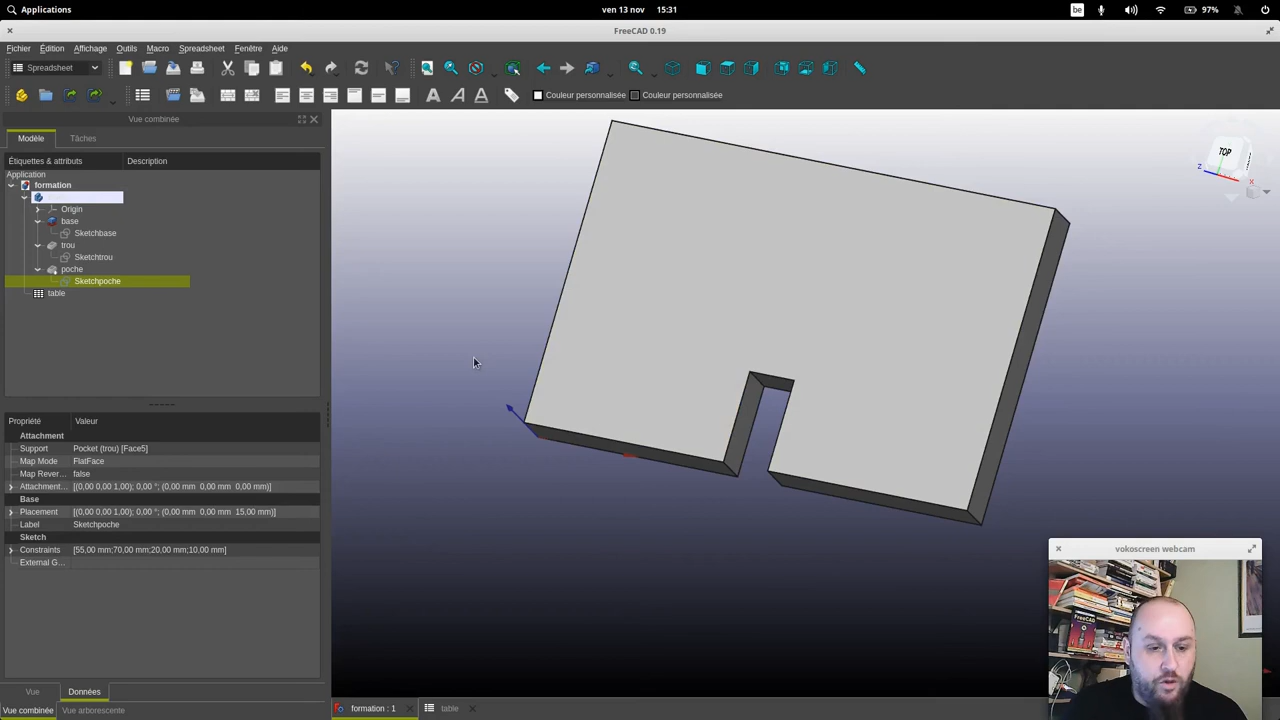 Applications
ven 13 nov 15:31
be
97%
FreeCAD 0.19
Fichier Édition Affichage Outils Macro Spreadsheet Fenêtre Aide
Spreadsheet
Couleur personnalisée Couleur personnalisée
Vue combinée
Modèle Tâches
Étiquettes & attributs Description
Application
formation
Origin
base
Sketchbase
trou
Sketchtrou
poche
Sketchpoche
table
TOP
Z
X
Propriété Valeur
Attachment
Support Pocket (trou) [Face5]
Map Mode FlatFace
Map Rever... false
Attachment... [(0,00 0,00 1,00); 0,00 °; (0,00 mm 0,00 mm 0,00 mm)]
Base
Placement [(0,00 0,00 1,00); 0,00 °; (0,00 mm 0,00 mm 15,00 mm)]
Label Sketchpoche
Sketch
Constraints [55,00 mm;70,00 mm;20,00 mm;10,00 mm]
External G...
vokoscreen webcam
FreeCAD
Vue Données
Vue combinée Vue arborescente
formation : 1 table